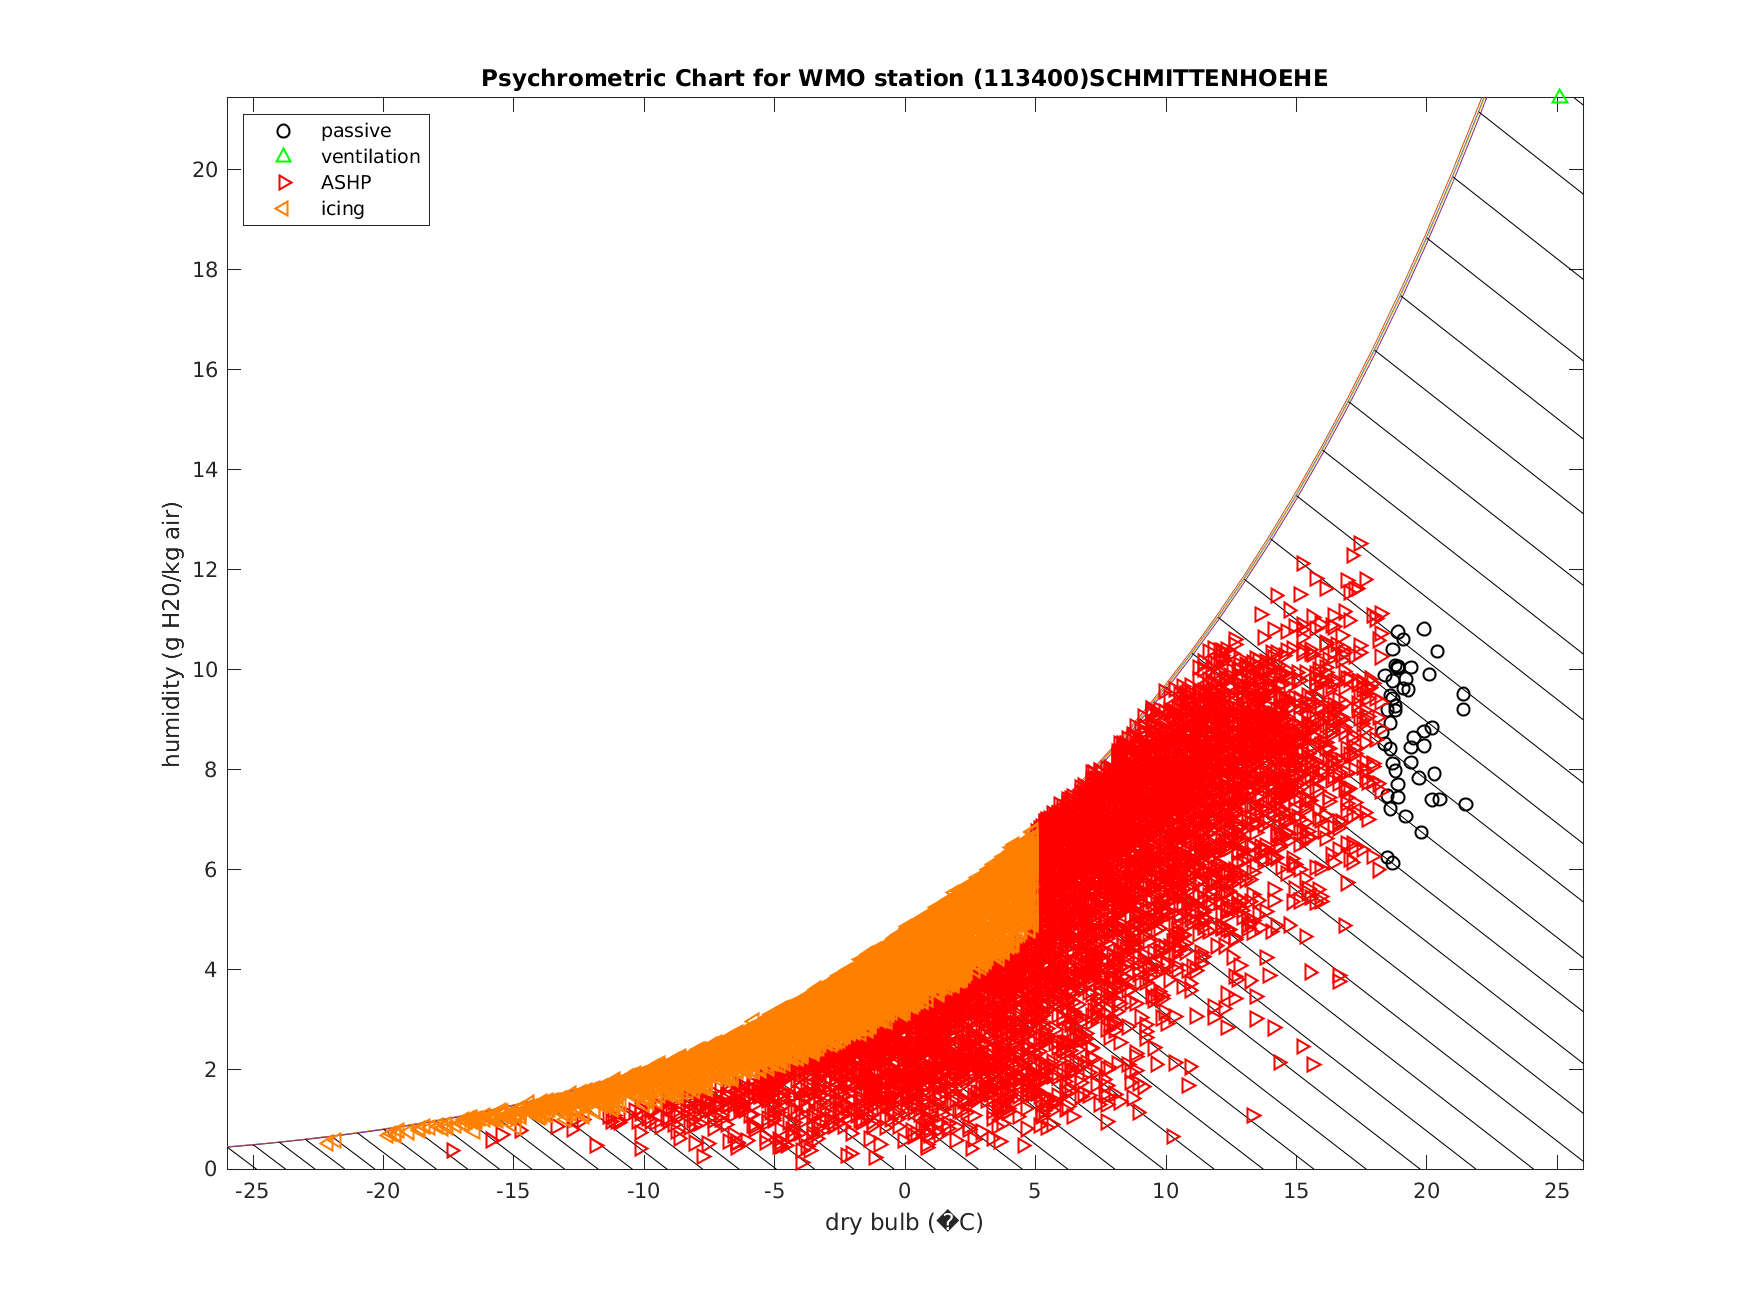 Psychrometric Chart for WMO station (113400)SCHMITTENHOEHE
passive
ventilation
ASHP
icing
20
18
16
14
12
10
8
6
4
2
0
humidity (g H20/kg air)
-25 -20 -15 -10 -5 0 5 10 15 20 25
dry bulb (�C)